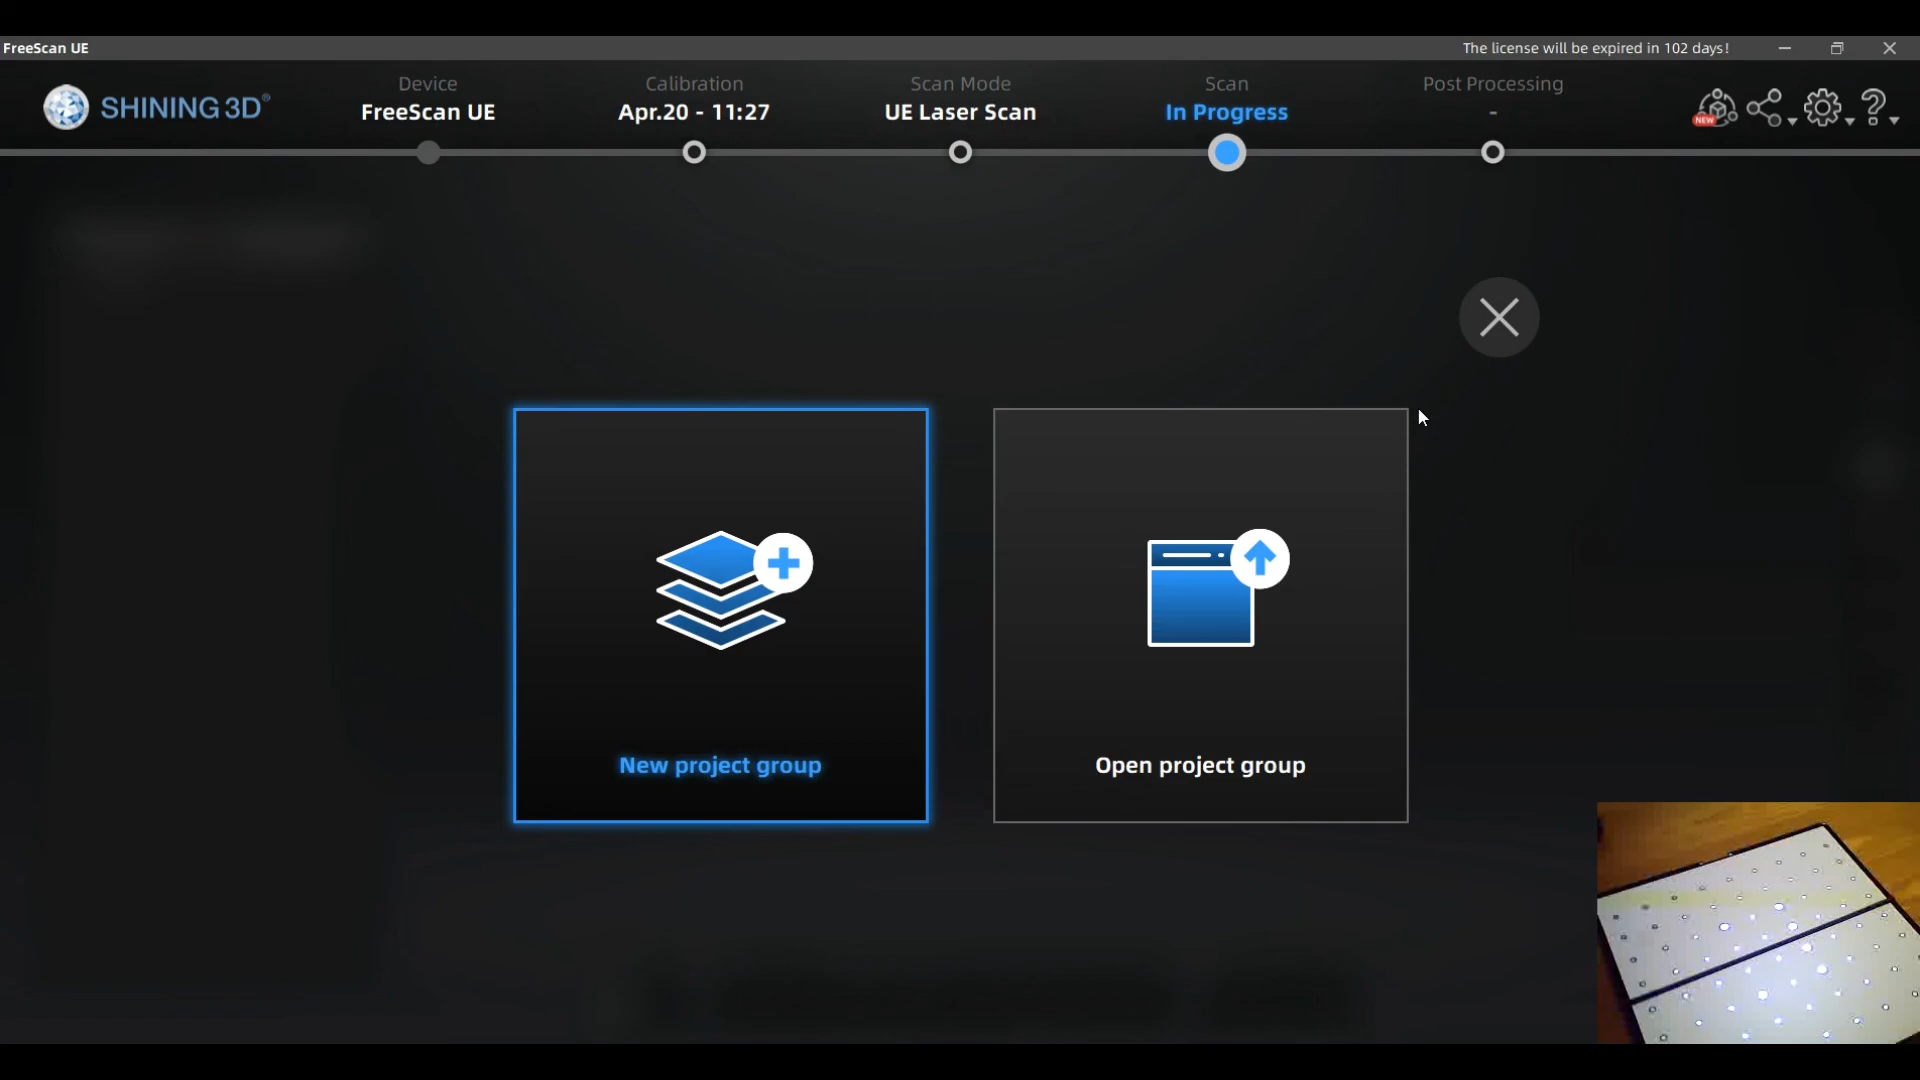 FreeScan UE
The license will be expired in 102 days!
SHINING 3D®
Device
FreeScan UE
Calibration
Apr.20 - 11:27
Scan Mode
UE Laser Scan
Scan
In Progress
Post Processing
-
NEW
New project group
Open project group